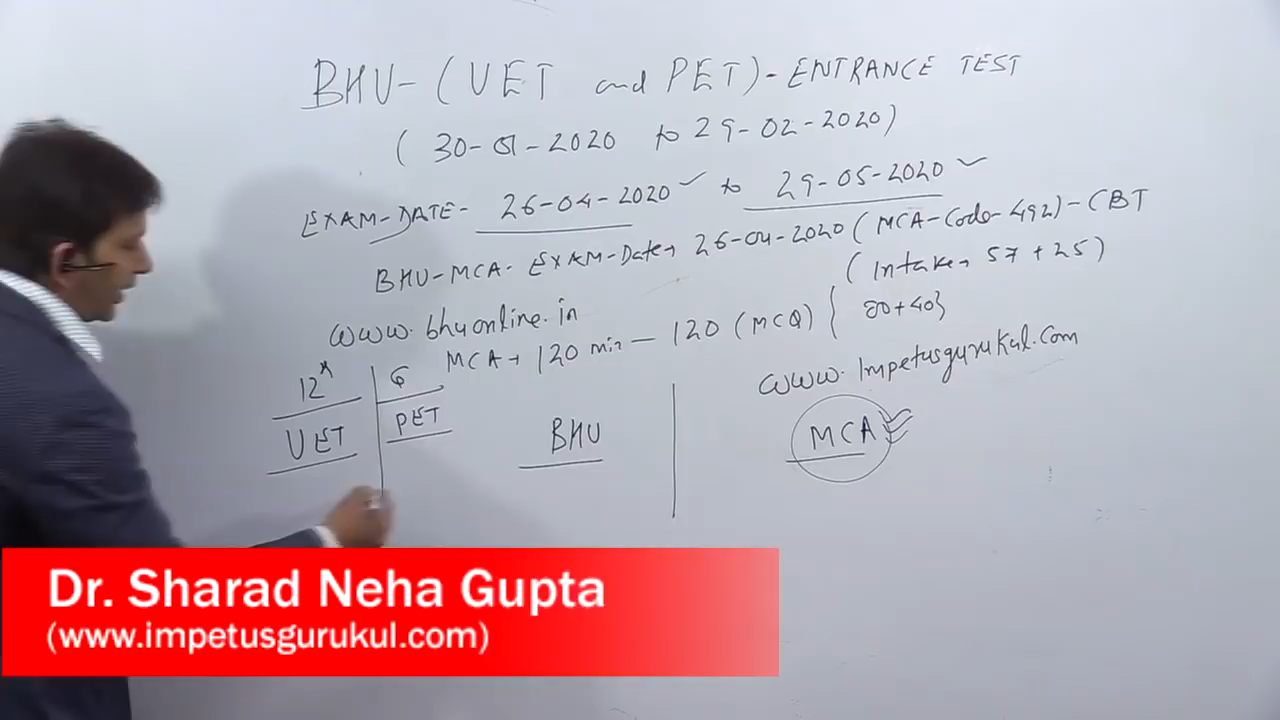 BHU-(UET and PET)-ENTRANCE TEST
(30-01-2020 to 29-02-2020)
EXAM-DATE- 26-04-2020 ✓ to 29-05-2020 ✓
BHU-MCA- EXAM-Date→ 26-04-2020 (MCA-Code-492)-CBT
(Intake→ 57+25)
www.bhuonline.in
MCA→ 120 min — 120 (MCQ) { 80+40}
www.Impetusgurukul.com
12 G
UET PET BHU MCA
Dr. Sharad Neha Gupta
(www.impetusgurukul.com)